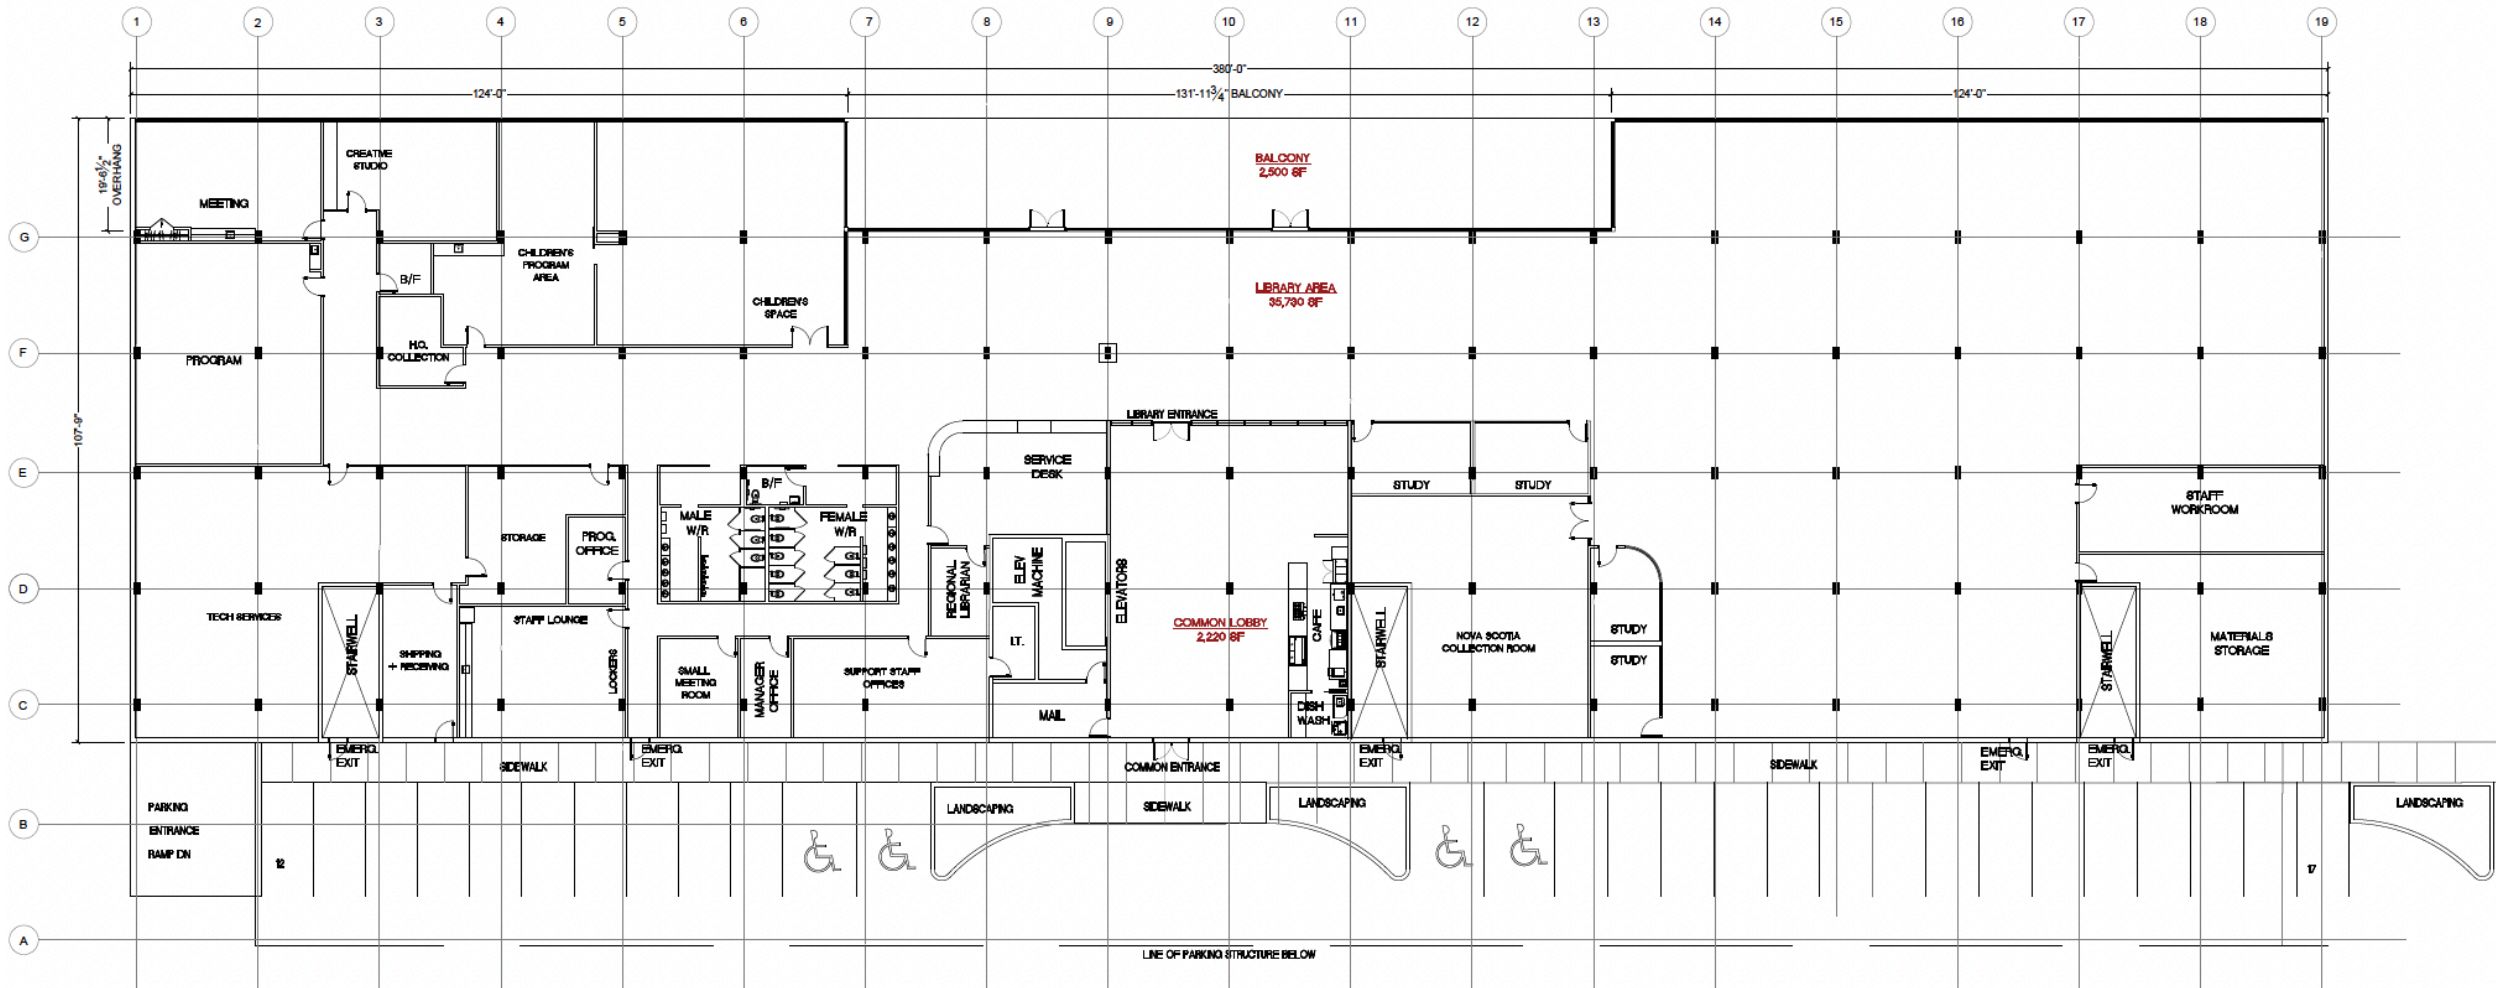 1 2 3 4 5 6 7 8 9 10 11 12 13 14 15 16 17 18 19
380'-0"
124'-0"
131'-11 3/4" BALCONY
124'-0"
19'-6 1/2"
OVERHANG
107'-9"
G
F
E
D
C
B
A
CREATIVE
STUDIO
MEETING
BALCONY
2,500 SF
CHILDREN'S
PROGRAM
AREA
B/F
CHILDREN'S
SPACE
LIBRARY AREA
35,730 SF
PROGRAM
H.O.
COLLECTION
LIBRARY ENTRANCE
SERVICE
DESK
STUDY
STUDY
B/F
MALE
W/R
FEMALE
W/R
STORAGE
PROG.
OFFICE
STAFF
WORKROOM
ELEV
MACHINE
REGIONAL
LIBRARIAN
ELEVATORS
TECH SERVICES
STAIRWELL
SHIPPING
+ RECEIVING
STAFF LOUNGE
LOCKERS
SMALL
MEETING
ROOM
MANAGER
OFFICE
SUPPORT STAFF
OFFICES
I.T.
MAIL
COMMON LOBBY
2,220 SF
CAFE
DISH
WASH
STAIRWELL
NOVA SCOTIA
COLLECTION ROOM
STUDY
STUDY
STAIRWELL
MATERIALS
STORAGE
EMERG.
EXIT
EMERG.
EXIT
EMERG.
EXIT
EMERG.
EXIT
EMERG.
EXIT
SIDEWALK
COMMON ENTRANCE
SIDEWALK
PARKING
ENTRANCE
RAMP DN
12
LANDSCAPING
SIDEWALK
LANDSCAPING
LANDSCAPING
17
LINE OF PARKING STRUCTURE BELOW